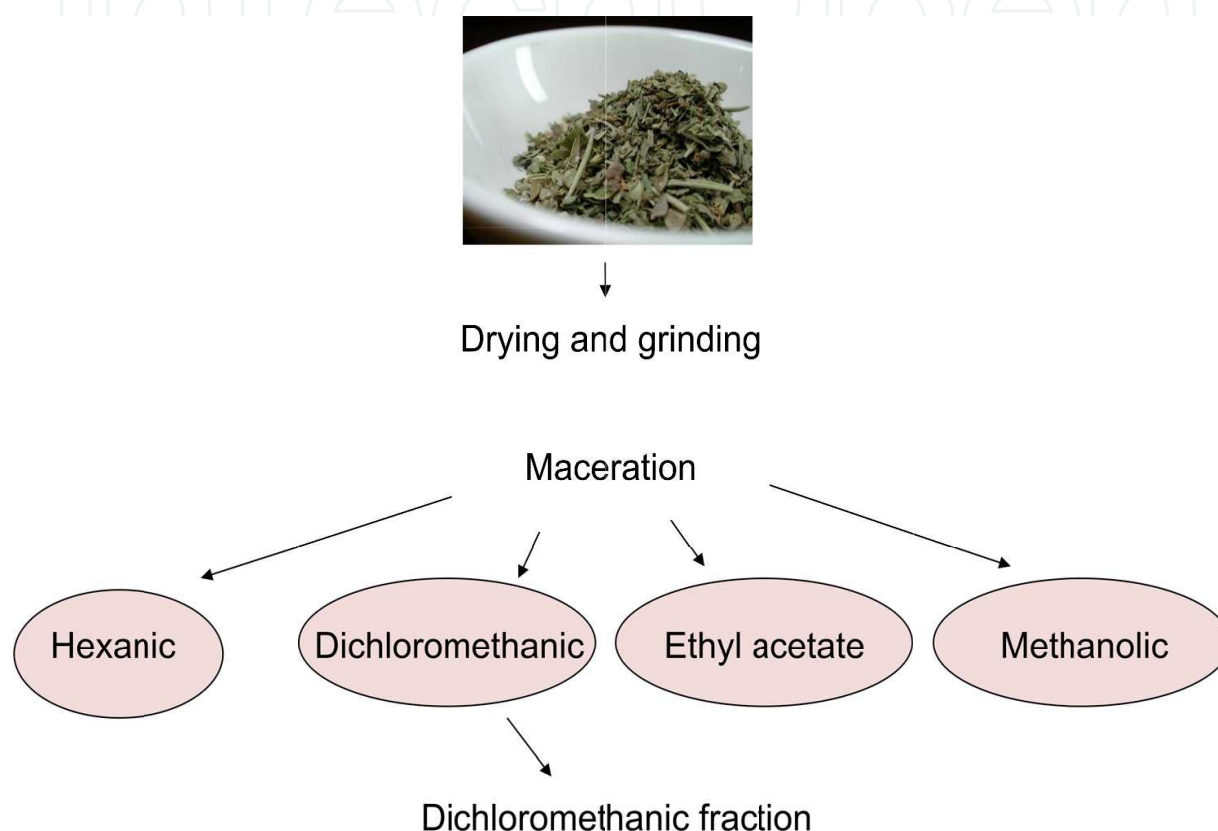 Drying and grinding
Maceration
Hexanic
Dichloromethanic
Ethyl acetate
Methanolic
Dichloromethanic fraction